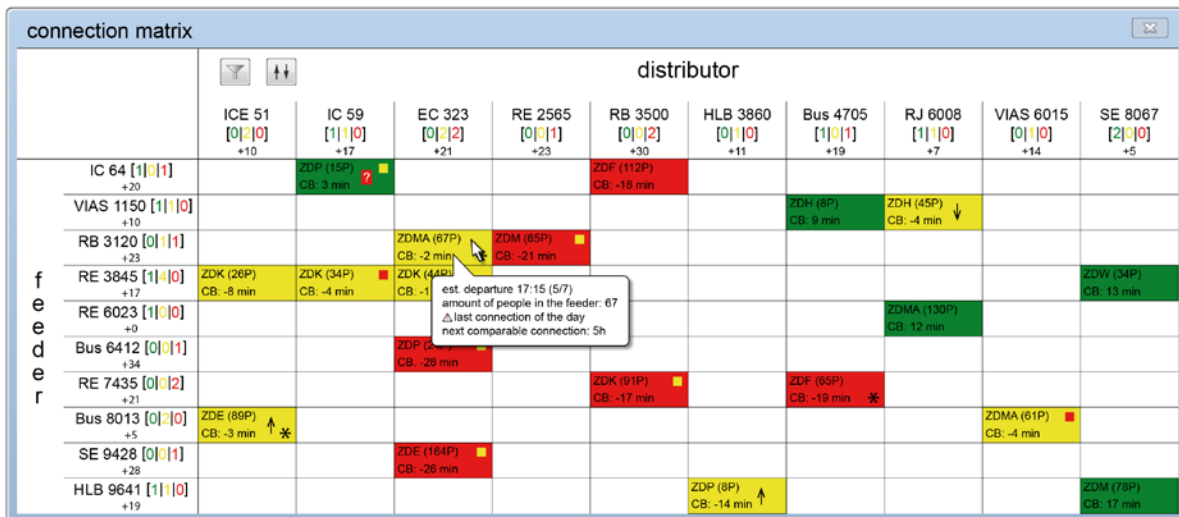 connection matrix
distributor
ICE 51 IC 59 EC 323 RE 2565 RB 3500 HLB 3860 Bus 4705 RJ 6008 VIAS 6015 SE 8067
[0|2|0] [1|1|0] [0|2|2] [0|0|1] [0|0|2] [0|1|0] [1|0|1] [1|1|0] [0|1|0] [2|0|0]
+10 +17 +21 +23 +30 +11 +19 +7 +14 +5
feeder
IC 64 [1|0|1] ZDP (15P) ZDF (112P)
+20 CB: 3 min ? CB: -18 min
VIAS 1150 [1|1|0] ZDH (8P) ZDH (45P) ↓
+10 CB: 9 min CB: -4 min
RB 3120 [0|1|1] ZDMA (67P) ZDM (65P)
+23 CB: -2 min * CB: -21 min
RE 3845 [1|4|0] ZDK (26P) ZDK (34P) ZDK ZDW (34P)
+17 CB: -8 min CB: -4 min CB: CB: 13 min
est. departure 17:15 (5/7)
amount of people in the feeder: 67
⚠ last connection of the day
next comparable connection: 5h
RE 6023 [1|0|0] ZDMA (130P)
+0 CB: 12 min
Bus 6412 [0|0|1] ZDP
+34 CB: -28 min
RE 7435 [0|0|2] ZDK (91P) ZDF (65P)
+21 CB: -17 min CB: -19 min *
Bus 8013 [0|2|0] ZDE (89P) ↑ ZDMA (61P)
+5 CB: -3 min * CB: -4 min
SE 9428 [0|0|1] ZDE (164P)
+28 CB: -26 min
HLB 9641 [1|1|0] ZDP (8P) ↑ ZDM (78P)
+19 CB: -14 min CB: 17 min